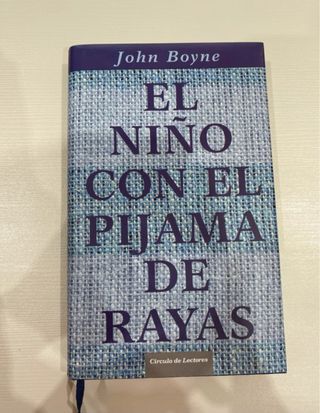 John Boyne
EL
NIÑO
CON EL
PIJAMA
DE
RAYAS
Círculo de Lectores